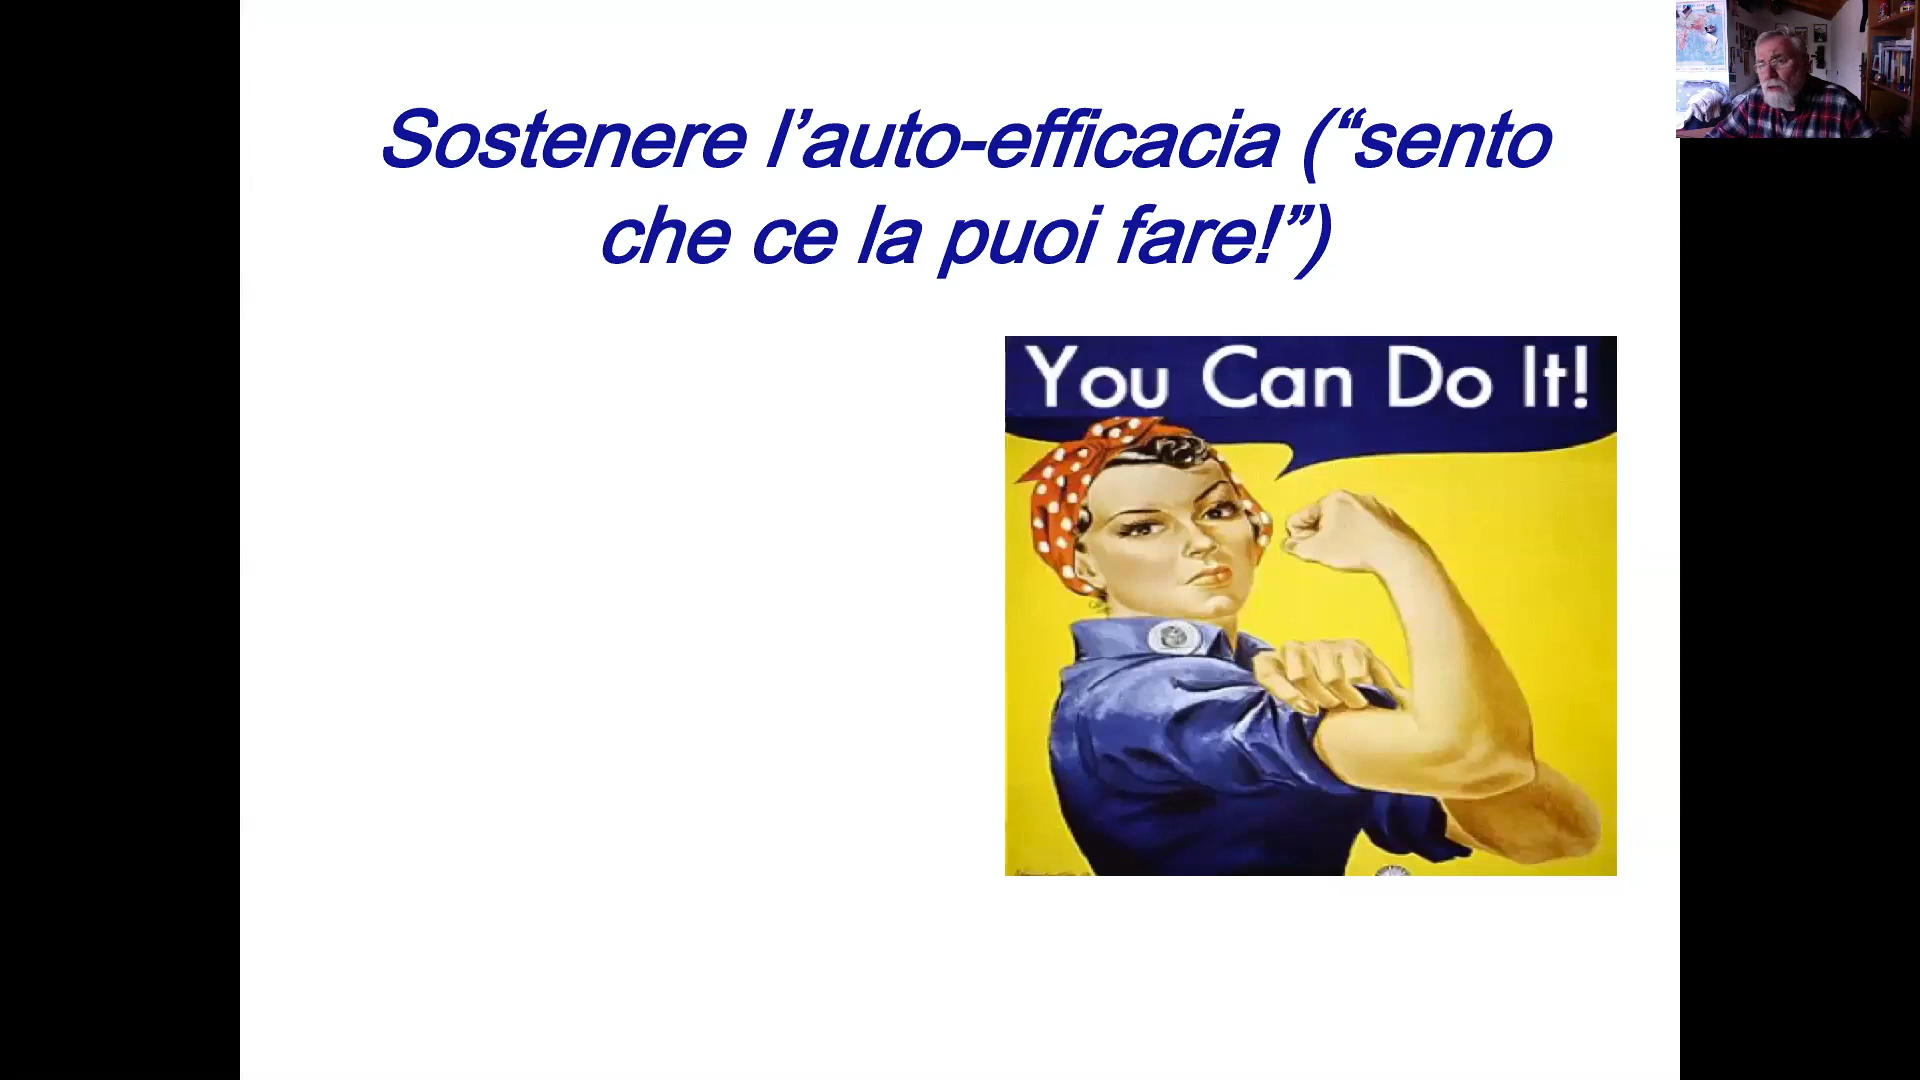 Sostenere l’auto-efficacia (“sento
che ce la puoi fare!”)
You Can Do It!